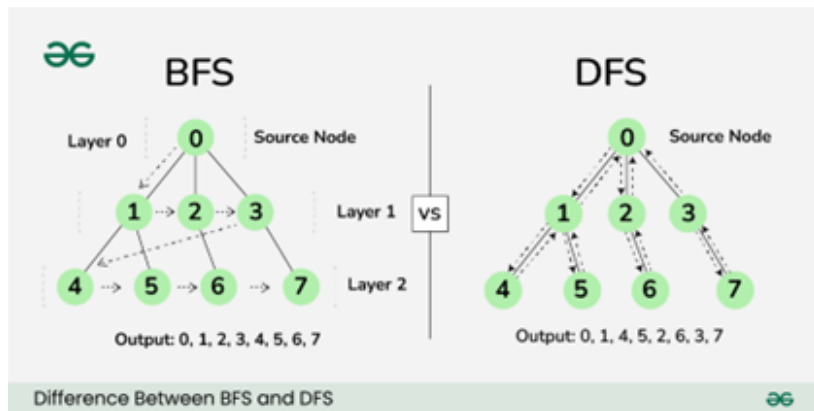 BFS
Layer 0
0
Source Node
1
2
3
Layer 1
4
5
6
7
Layer 2
Output: 0, 1, 2, 3, 4, 5, 6, 7
vs
DFS
0
Source Node
1
2
3
4
5
6
7
Output: 0, 1, 4, 5, 2, 6, 3, 7
Difference Between BFS and DFS